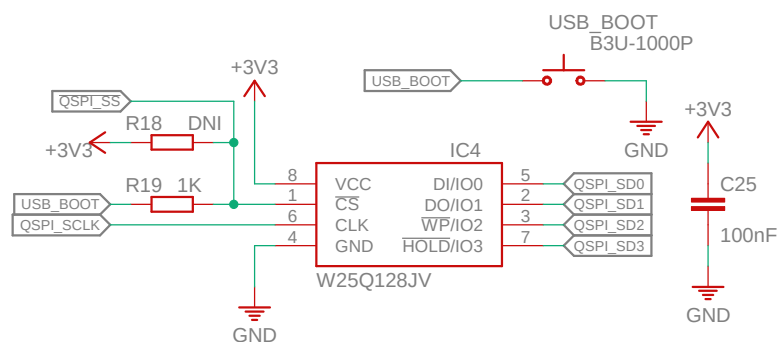 USB_BOOT
B3U-1000P
USB_BOOT
GND
+3V3
QSPI_SS
+3V3
R18 DNI
+3V3
R19 1K
USB_BOOT
QSPI_SCLK
IC4
8 VCC DI/IO0 5 QSPI_SD0
1 CS DO/IO1 2 QSPI_SD1
6 CLK WP/IO2 3 QSPI_SD2
4 GND HOLD/IO3 7 QSPI_SD3
W25Q128JV
GND
C25
100nF
GND